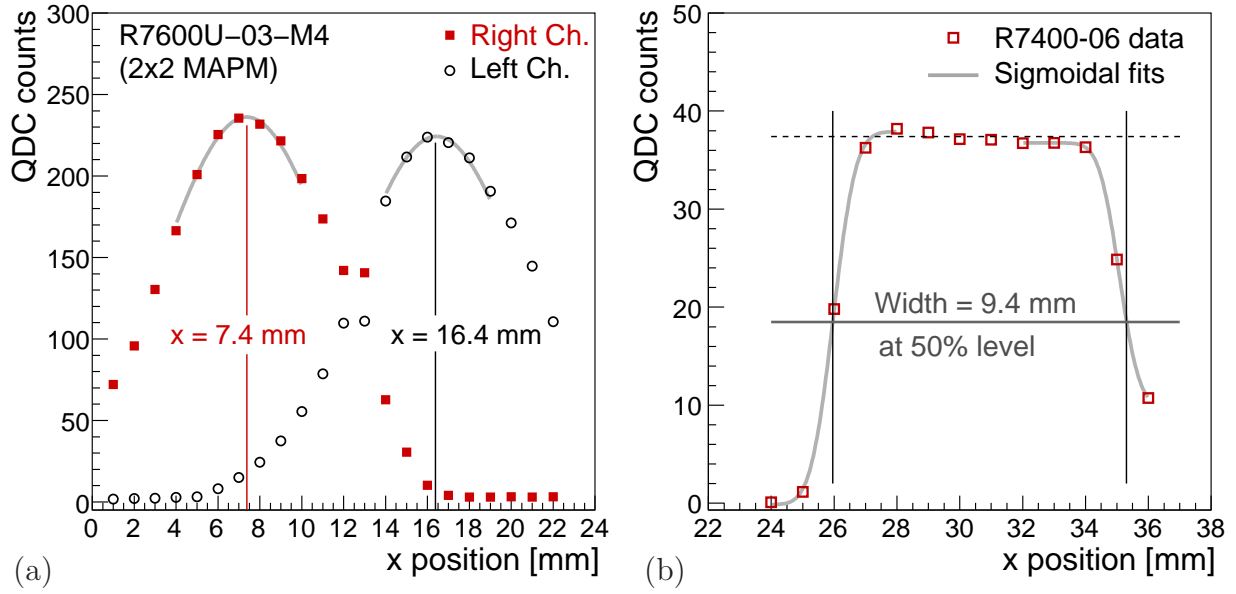 R7600U−03−M4
(2x2 MAPM)
Right Ch.
Left Ch.
QDC counts
300
250
200
150
100
50
0
x = 7.4 mm
x = 16.4 mm
0 2 4 6 8 10 12 14 16 18 20 22 24
x position [mm]
(a)
R7400-06 data
Sigmoidal fits
QDC counts
50
40
30
20
10
0
Width = 9.4 mm
at 50% level
22 24 26 28 30 32 34 36 38
x position [mm]
(b)